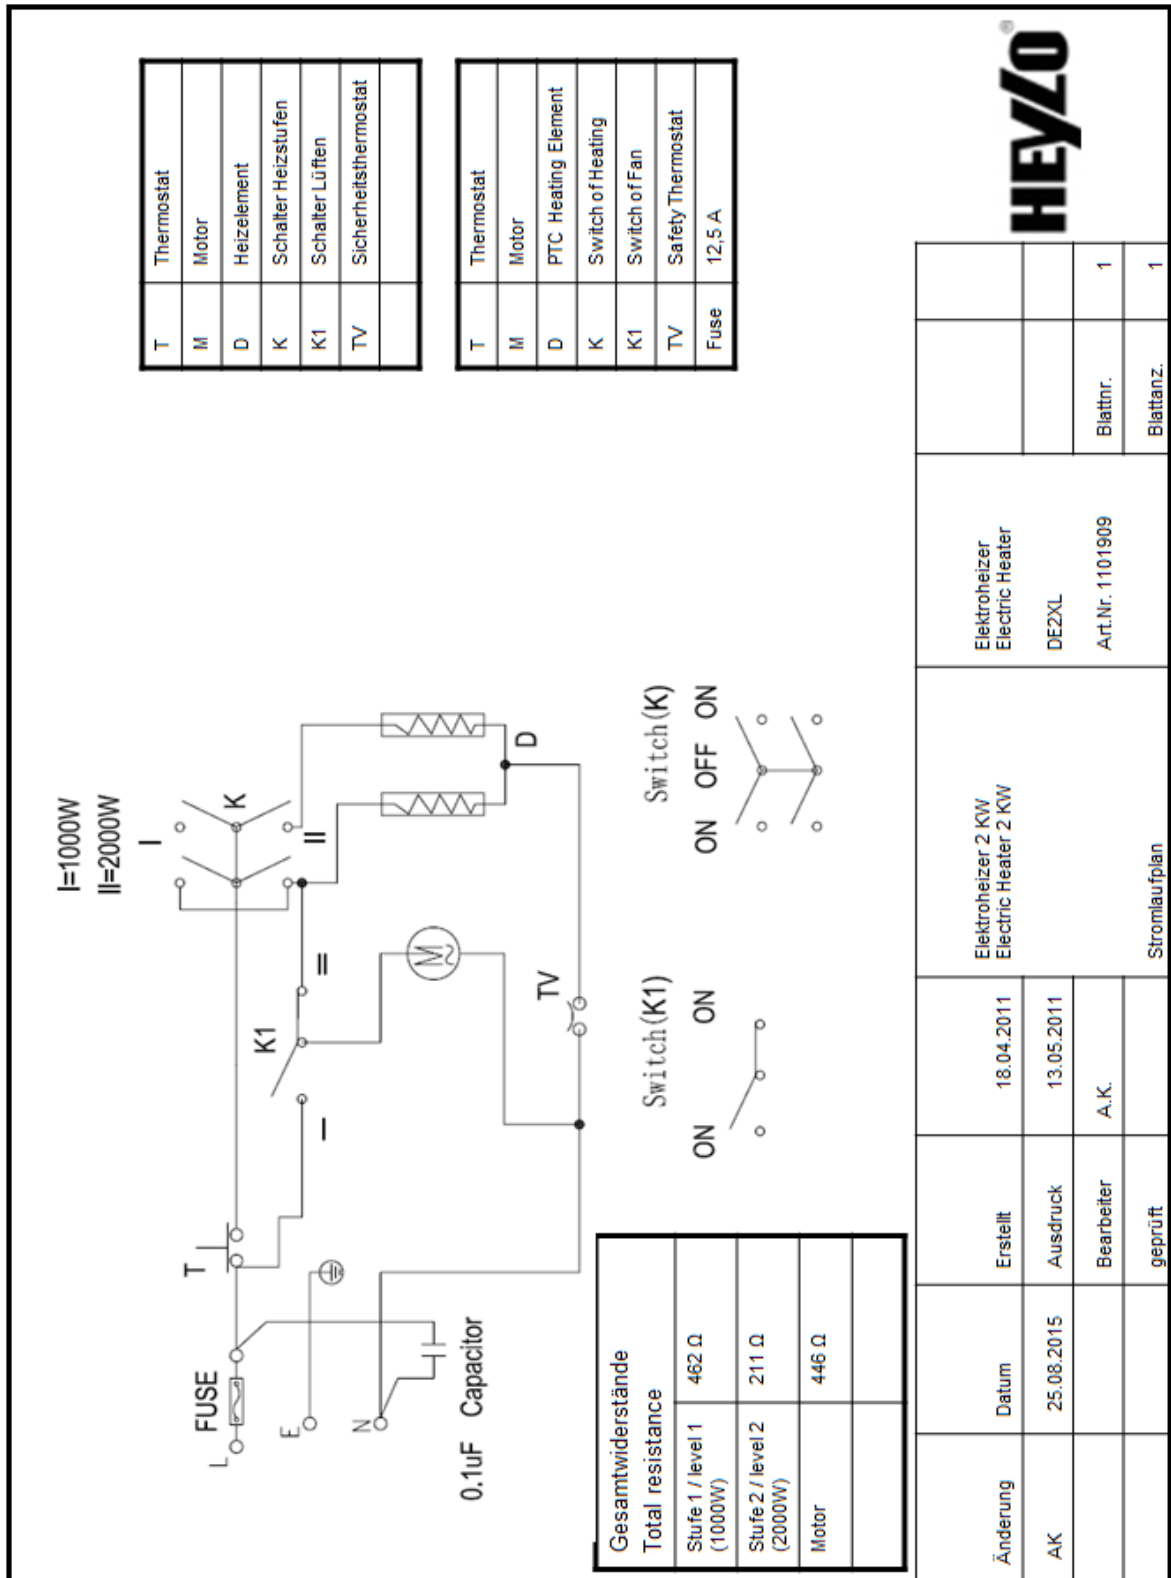 I=1000W
II=2000W
FUSE
L
E
N
T
K1
I
II
I
II
K
M
D
TV
0.1uF Capacitor
T Thermostat
M Motor
D Heizelement
K Schalter Heizstufen
K1 Schalter Lüften
TV Sicherheitsthermostat
T Thermostat
M Motor
D PTC Heating Element
K Switch of Heating
K1 Switch of Fan
TV Safety Thermostat
Fuse 12,5 A
Switch(K1)
ON ON
Switch(K)
ON OFF ON
Gesamtwiderstände
Total resistance
Stufe 1 / level 1
(1000W)
462 Ω
Stufe 2 / level 2
(2000W)
211 Ω
Motor 446 Ω
Änderung Datum Erstellt 18.04.2011
AK 25.08.2015 Ausdruck 13.05.2011
Bearbeiter A.K.
geprüft
Elektroheizer 2 KW
Electric Heater 2 KW
Stromlaufplan
Elektroheizer
Electric Heater
DE2XL
Art.Nr. 1101909
Blattnr. 1
Blattanz. 1
HEYLO®